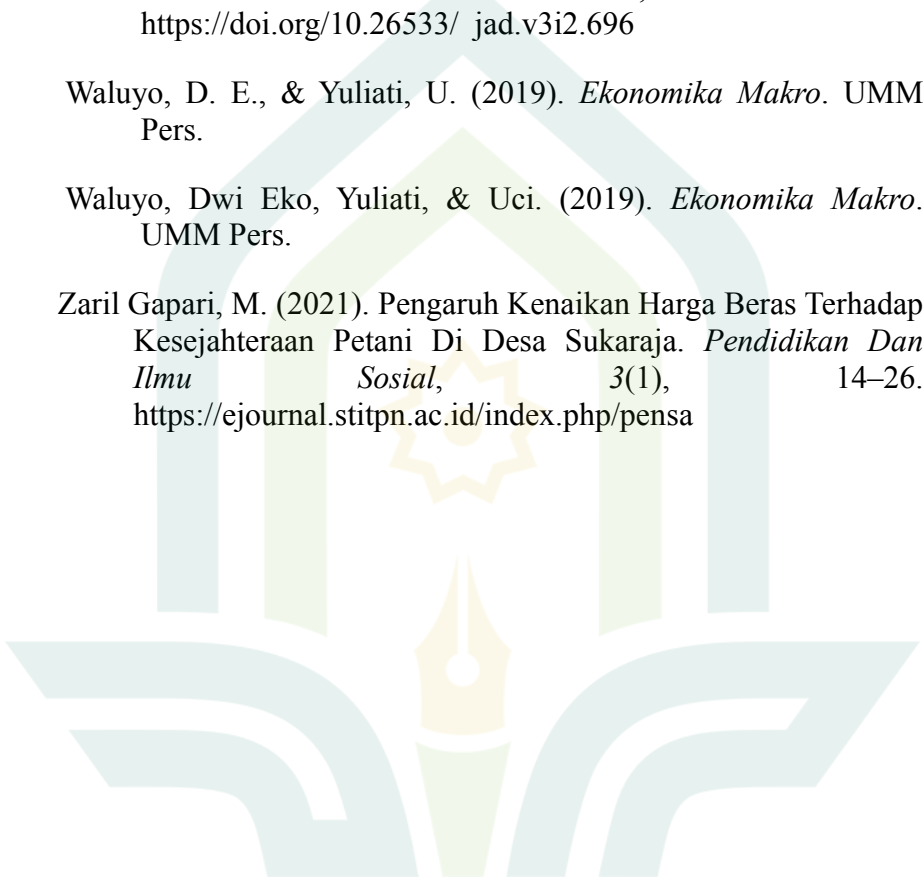 https://doi.org/10.26533/ jad.v3i2.696
Waluyo, D. E., & Yuliati, U. (2019). Ekonomika Makro. UMM
Pers.
Waluyo, Dwi Eko, Yuliati, & Uci. (2019). Ekonomika Makro.
UMM Pers.
Zaril Gapari, M. (2021). Pengaruh Kenaikan Harga Beras Terhadap
Kesejahteraan Petani Di Desa Sukaraja. Pendidikan Dan
Ilmu Sosial, 3(1), 14–26.
https://ejournal.stitpn.ac.id/index.php/pensa